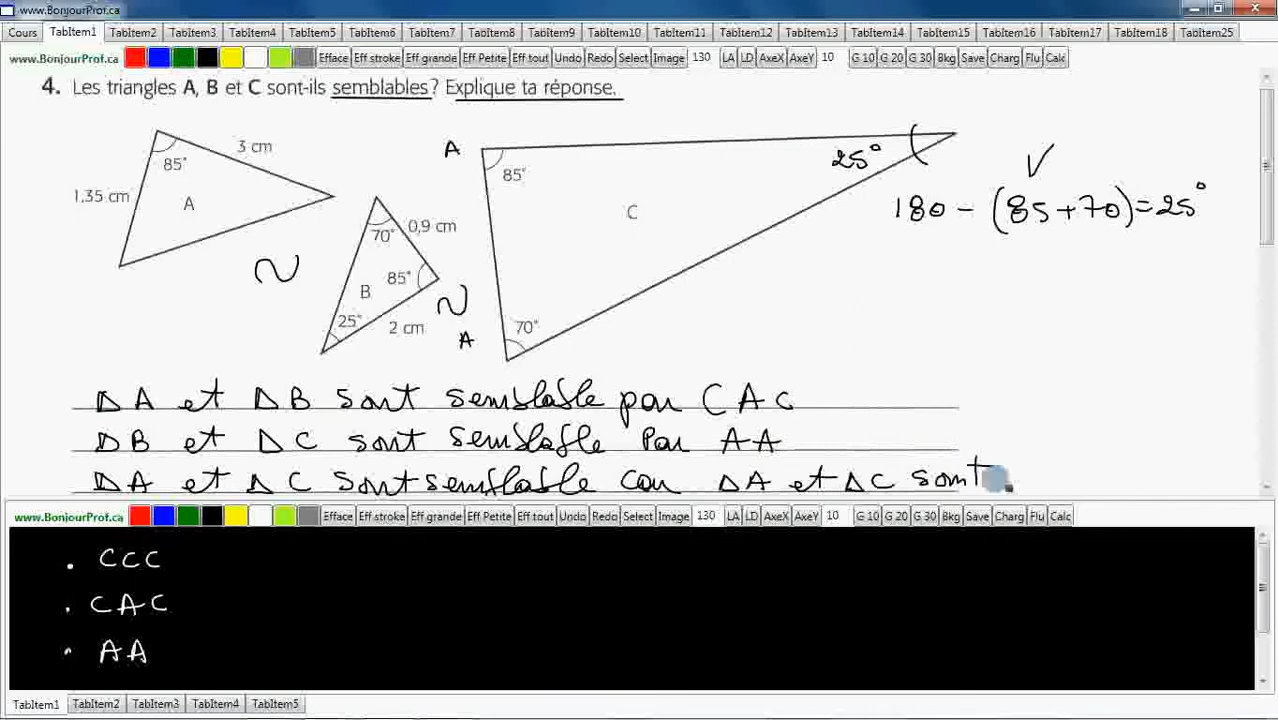 www.BonjourProf.ca
Cours TabItem1 TabItem2 TabItem3 TabItem4 TabItem5 TabItem6 TabItem7 TabItem8 TabItem9 TabItem10 TabItem11 TabItem12 TabItem13 TabItem14 TabItem15 TabItem16 TabItem17 TabItem18 TabItem25
www.BonjourProf.ca Efface Eff stroke Eff grande Eff Petite Eff tout Undo Redo Select Image 130 LA LD AxeX AxeY 10 G 10 G 20 G 30 Bkg Save Charg Flu Calc
4. Les triangles A, B et C sont-ils semblables? Explique ta réponse.
85° 3 cm
1,35 cm A
A 85° 25°
C
180 - (85+70)=25°
∼
70° 0,9 cm
85°
B
25° 2 cm
∼
A 70°
ΔA et ΔB sont semblable par CAC
ΔB et ΔC sont semblable Par AA
ΔA et ΔC sont semblable car ΔA et ΔC sont
www.BonjourProf.ca Efface Eff stroke Eff grande Eff Petite Eff tout Undo Redo Select Image 130 LA LD AxeX AxeY 10 G 10 G 20 G 30 Bkg Save Charg Flu Calc
• CCC
• CAC
• AA
TabItem1 TabItem2 TabItem3 TabItem4 TabItem5